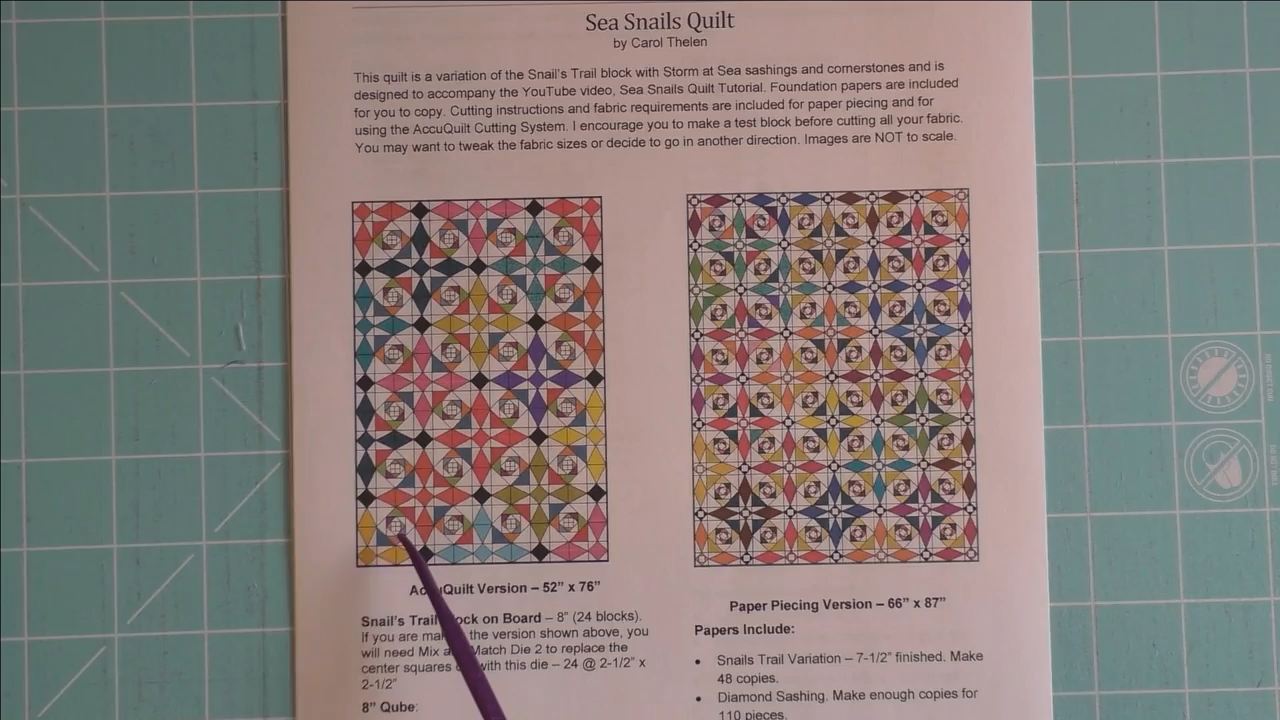 Sea Snails Quilt
by Carol Thelen
This quilt is a variation of the Snail's Trail block with Storm at Sea sashings and cornerstones and is
designed to accompany the YouTube video, Sea Snails Quilt Tutorial. Foundation papers are included
for you to copy. Cutting instructions and fabric requirements are included for paper piecing and for
using the AccuQuilt Cutting System. I encourage you to make a test block before cutting all your fabric.
You may want to tweak the fabric sizes or decide to go in another direction. Images are NOT to scale.
AccuQuilt Version – 52” x 76”
Snail's Trail ock on Board – 8” (24 blocks).
If you are ma the version shown above, you
will need Mix a Match Die 2 to replace the
center squares with this die – 24 @ 2-1/2” x
2-1/2”
8” Qube:
Paper Piecing Version – 66” x 87”
Papers Include:
• Snails Trail Variation – 7-1/2” finished. Make
48 copies.
• Diamond Sashing. Make enough copies for
110 pieces.